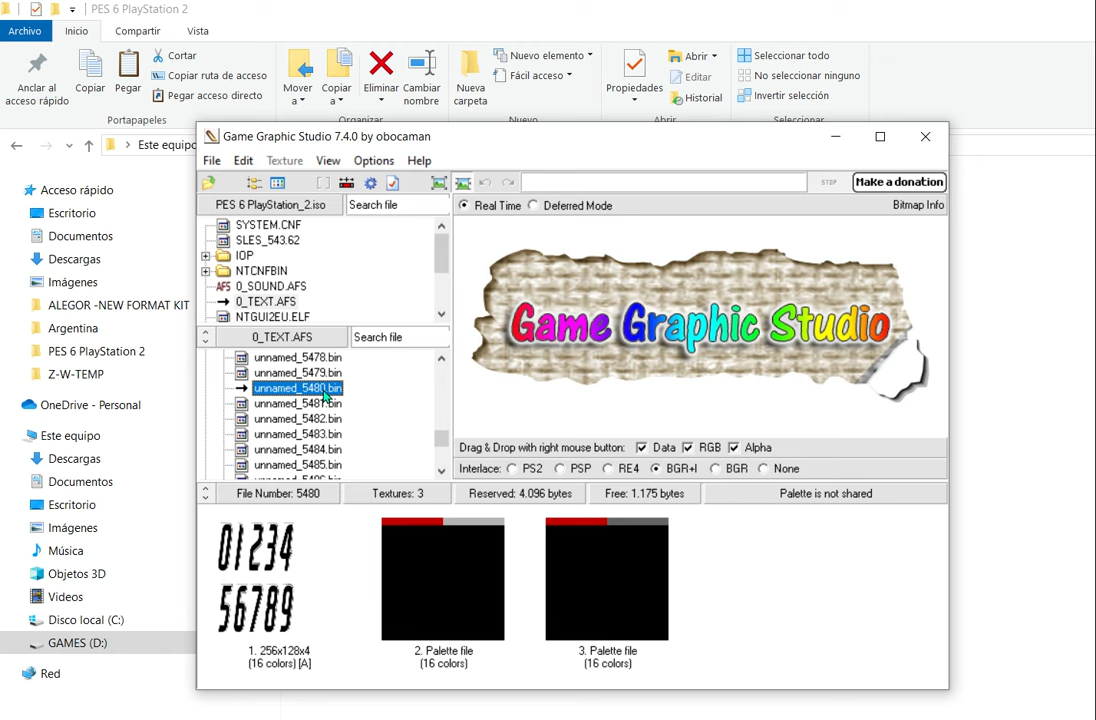 PES 6 PlayStation 2
Archivo Inicio Compartir Vista
Anclar al acceso rápido
Copiar
Pegar
Cortar
Copiar ruta de acceso
Pegar acceso directo
Portapapeles
Mover a
Copiar a
Eliminar
Cambiar nombre
Organizar
Nueva carpeta
Nuevo elemento
Fácil acceso
Nuevo
Propiedades
Abrir
Editar
Historial
Abrir
Seleccionar todo
No seleccionar ninguno
Invertir selección
Seleccionar
Este equipo
Acceso rápido
Escritorio
Documentos
Descargas
Imágenes
ALEGOR -NEW FORMAT KIT
Argentina
PES 6 PlayStation 2
Z-W-TEMP
OneDrive - Personal
Este equipo
Descargas
Documentos
Escritorio
Imágenes
Música
Objetos 3D
Videos
Disco local (C:)
GAMES (D:)
Red
Game Graphic Studio 7.4.0 by obocaman
File Edit Texture View Options Help
STOP
Make a donation
PES 6 PlayStation_2.iso
Search file
Real Time Deferred Mode Bitmap Info
SYSTEM.CNF
SLES_543.62
IOP
NTCNFBIN
AFS 0_SOUND.AFS
0_TEXT.AFS
NTGUI2EU.ELF
0_TEXT.AFS
Search file
unnamed_5478.bin
unnamed_5479.bin
unnamed_5480.bin
unnamed_5481.bin
unnamed_5482.bin
unnamed_5483.bin
unnamed_5484.bin
unnamed_5485.bin
Game Graphic Studio
Drag & Drop with right mouse button: Data RGB Alpha
Interlace: PS2 PSP RE4 BGR+I BGR None
File Number: 5480 Textures: 3 Reserved: 4.096 bytes Free: 1.175 bytes Palette is not shared
01234
56789
1. 256x128x4
(16 colors) [A]
2. Palette file
(16 colors)
3. Palette file
(16 colors)